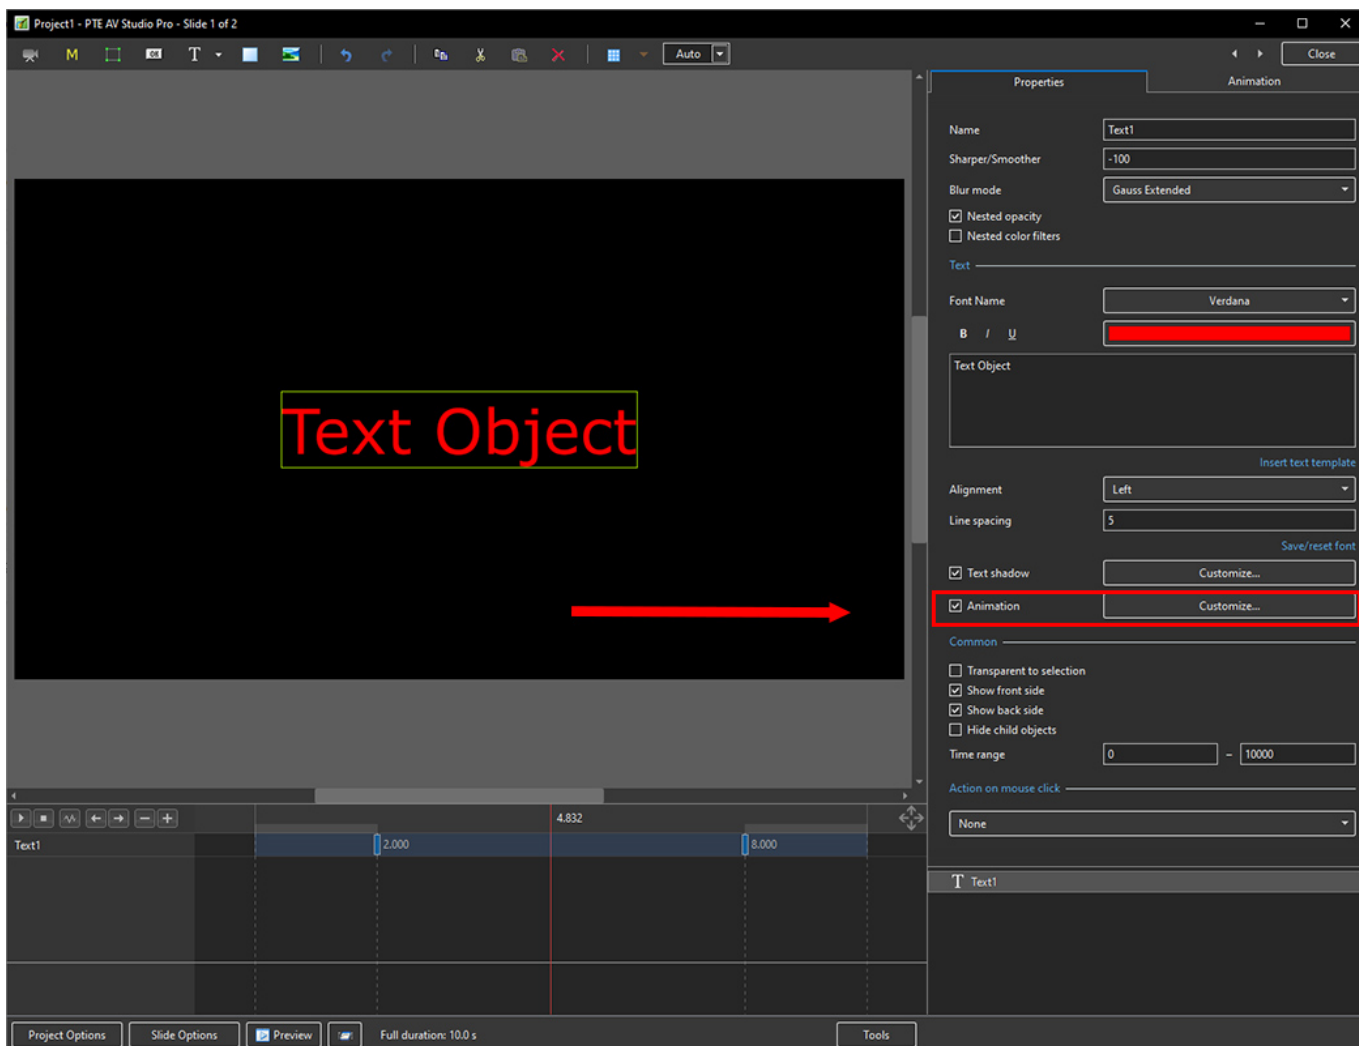 Project1 - PTE AV Studio Pro - Slide 1 of 2
M
OK
T
Auto
Close
Properties
Animation
Name
Text1
Sharper/Smoother
-100
Blur mode
Gauss Extended
Nested opacity
Nested color filters
Text
Font Name
Verdana
B I U
Text Object
Insert text template
Alignment
Left
Line spacing
5
Save/reset font
Text shadow
Customize...
Animation
Customize...
Common
Transparent to selection
Show front side
Show back side
Hide child objects
Time range
0 – 10000
Action on mouse click
None
T Text1
Text Object
4.832
Text1
2.000
8.000
Project Options
Slide Options
Preview
Full duration: 10.0 s
Tools